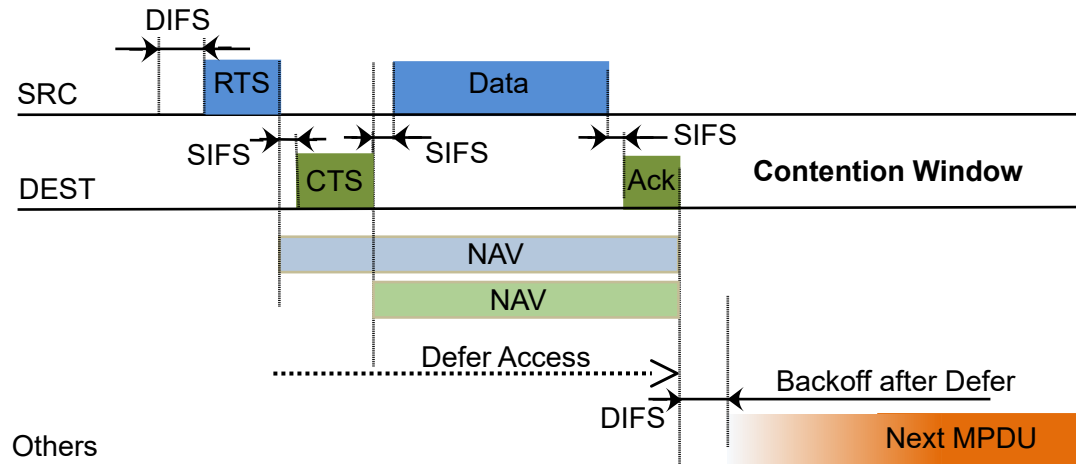 DIFS
RTS
Data
SRC
SIFS
SIFS
SIFS
CTS
Ack
Contention Window
DEST
NAV
NAV
Defer Access
Backoff after Defer
DIFS
Next MPDU
Others